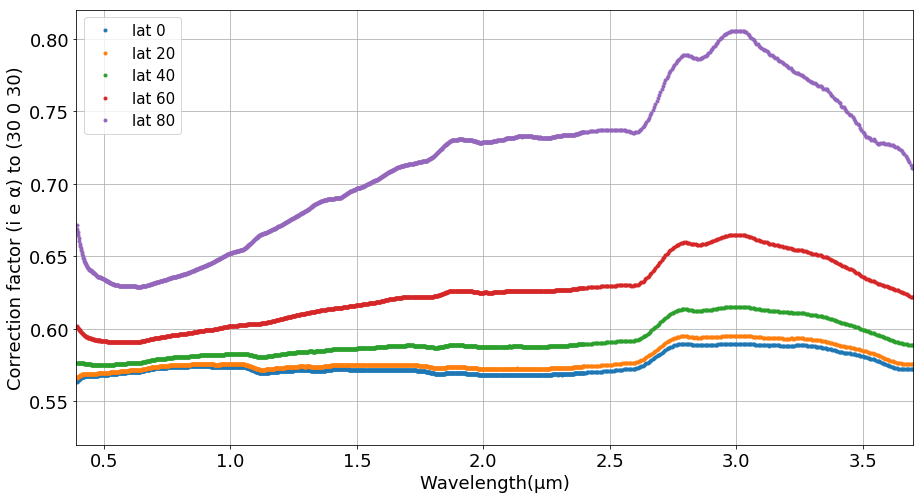 Correction factor (i e α) to (30 0 30)
0.80
0.75
0.70
0.65
0.60
0.55
lat 0
lat 20
lat 40
lat 60
lat 80
0.5 1.0 1.5 2.0 2.5 3.0 3.5
Wavelength(μm)